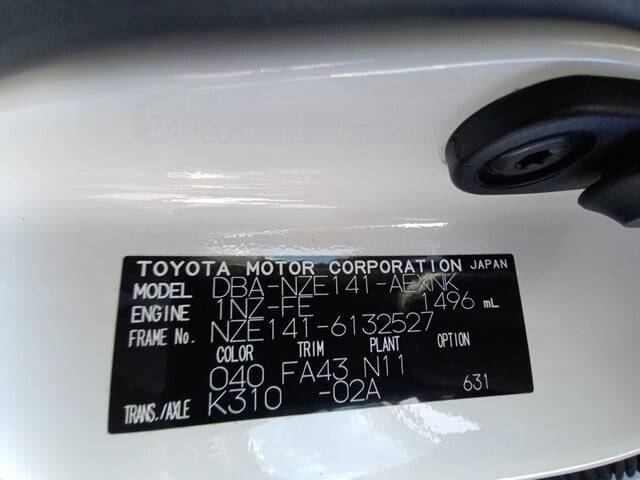 TOYOTA MOTOR CORPORATION JAPAN
MODEL DBA-NZE141-AEXNK
ENGINE 1NZ-FE 1496 mL
FRAME No. NZE141-6132527
COLOR TRIM PLANT OPTION
040 FA43 N11
TRANS./AXLE K310 -02A 631